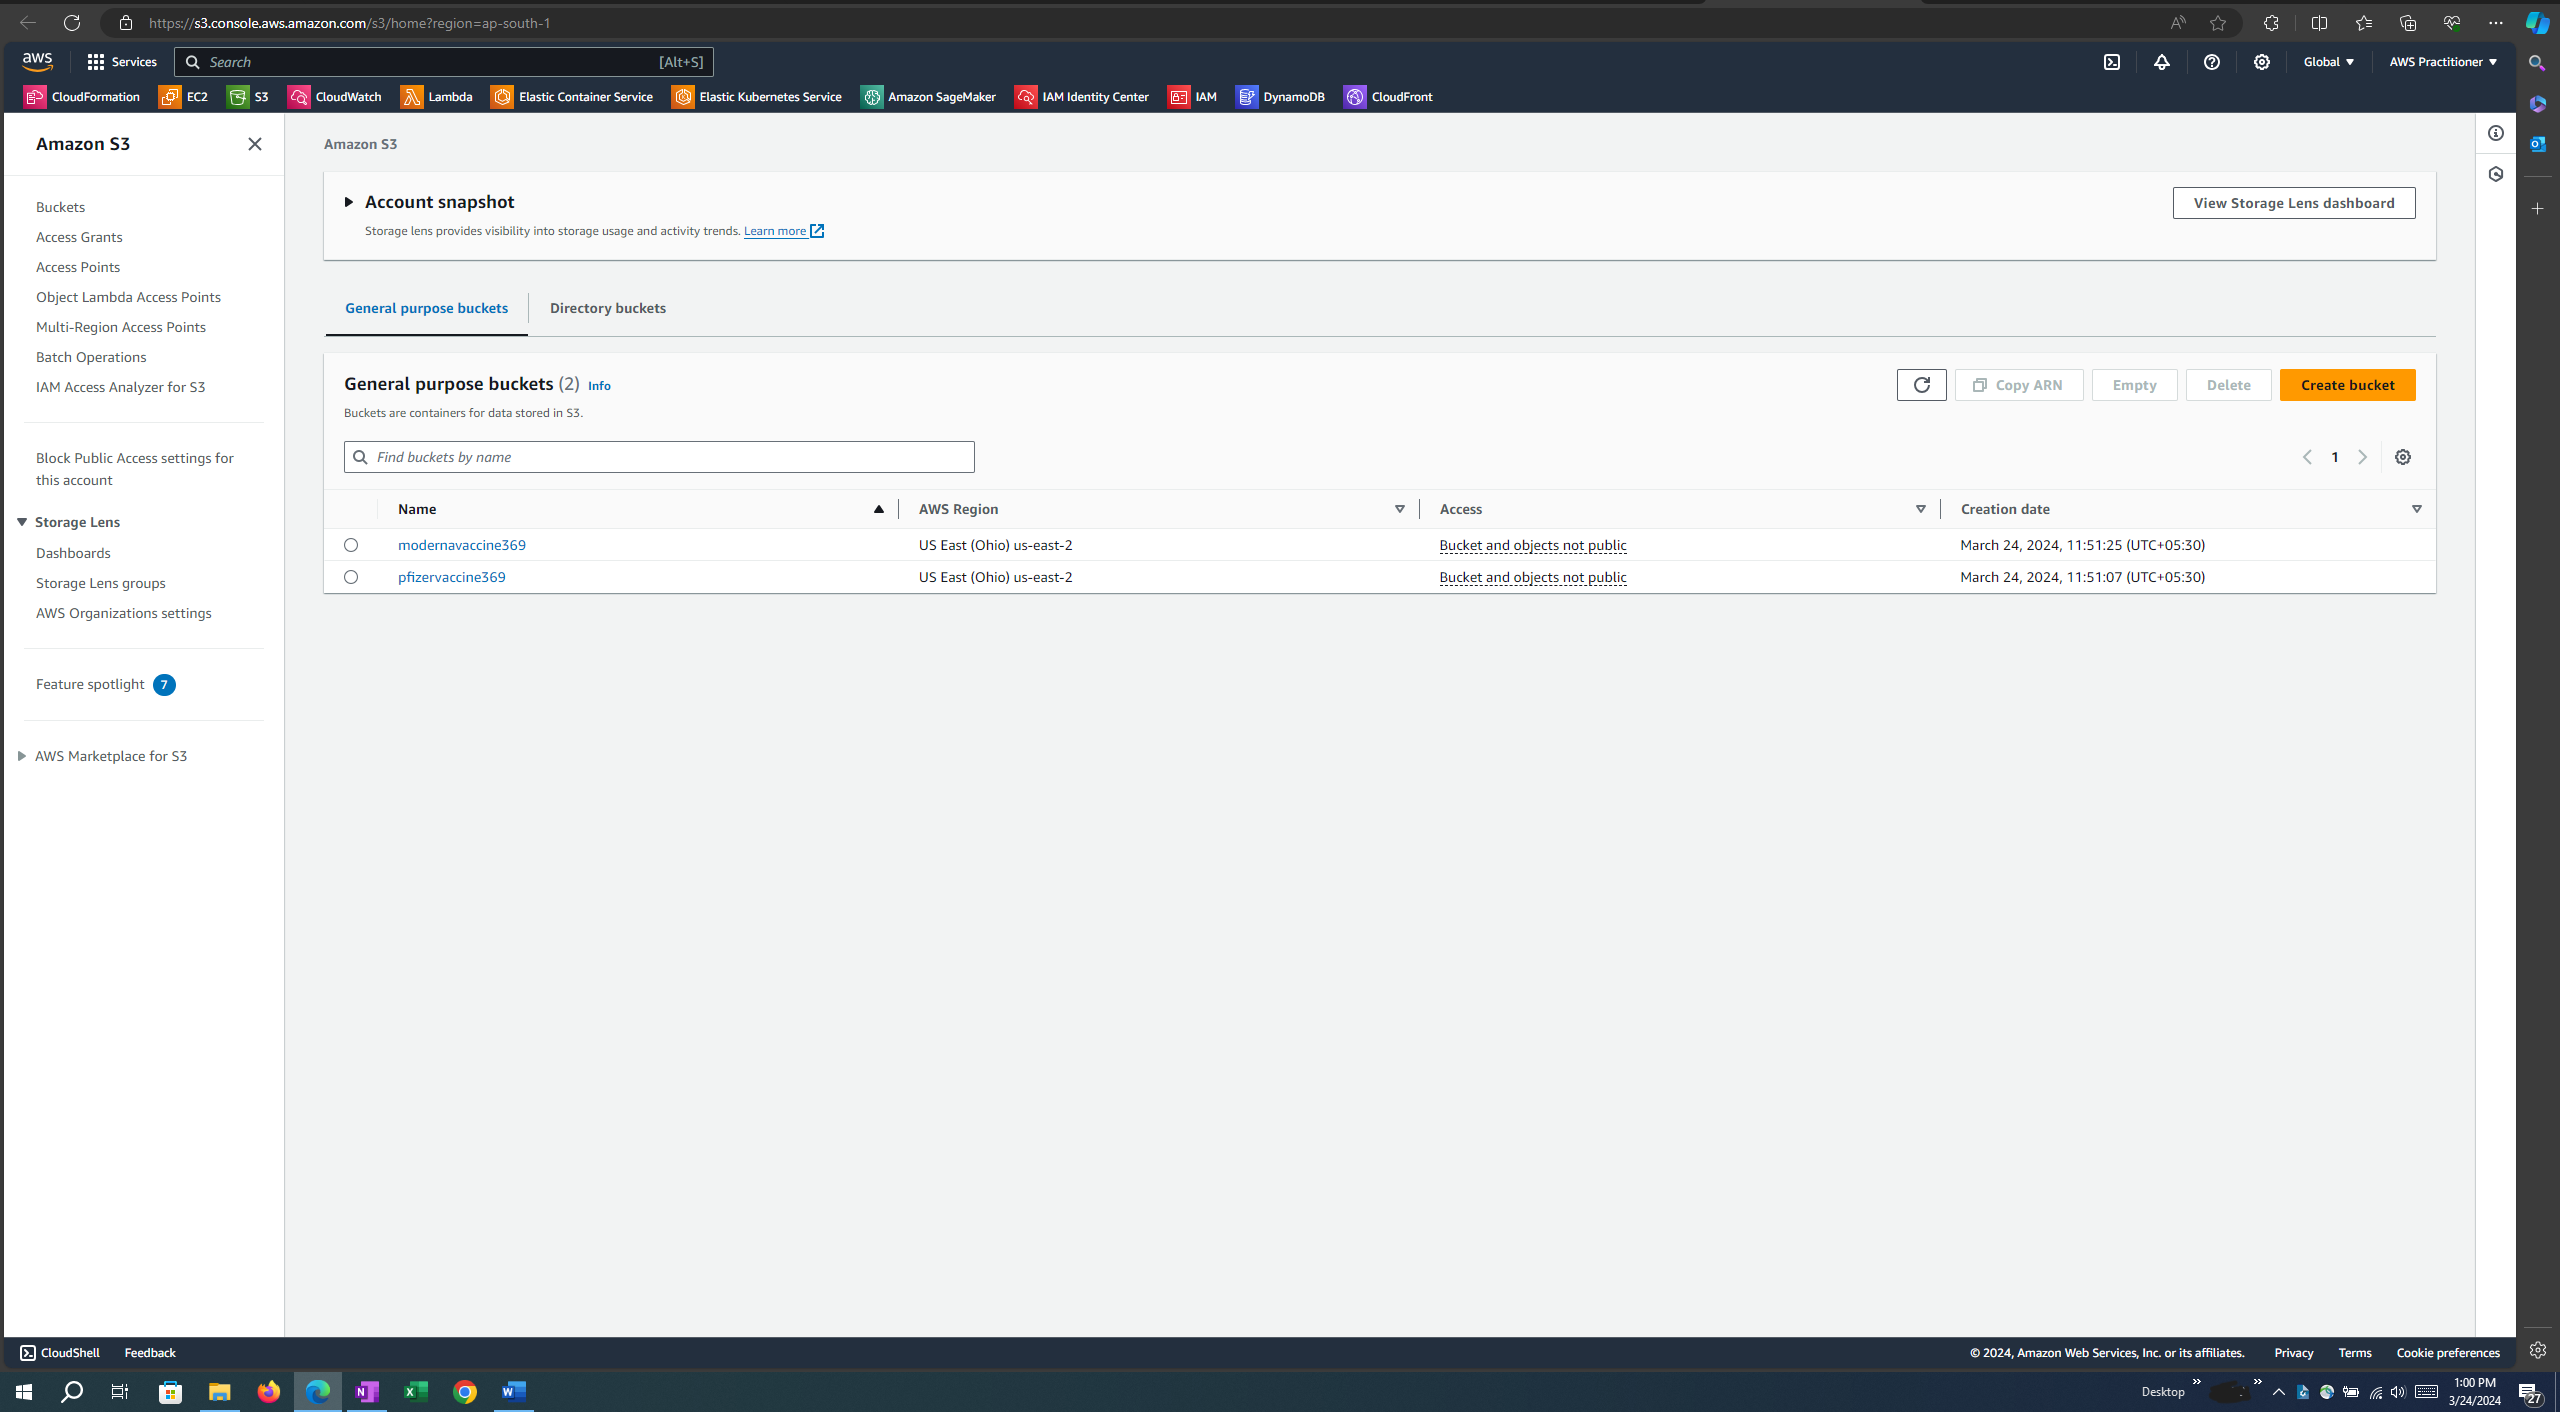 https://s3.console.aws.amazon.com/s3/home?region=ap-south-1
aws Services Search [Alt+S] Global AWS Practitioner
CloudFormation EC2 S3 CloudWatch Lambda Elastic Container Service Elastic Kubernetes Service Amazon SageMaker IAM Identity Center IAM DynamoDB CloudFront
Amazon S3
Buckets
Access Grants
Access Points
Object Lambda Access Points
Multi-Region Access Points
Batch Operations
IAM Access Analyzer for S3
Block Public Access settings for
this account
Storage Lens
Dashboards
Storage Lens groups
AWS Organizations settings
Feature spotlight 7
AWS Marketplace for S3
Amazon S3
Account snapshot
View Storage Lens dashboard
Storage lens provides visibility into storage usage and activity trends. Learn more
General purpose buckets Directory buckets
General purpose buckets (2) Info
Copy ARN Empty Delete Create bucket
Buckets are containers for data stored in S3.
Find buckets by name
1
Name AWS Region Access Creation date
modernavaccine369 US East (Ohio) us-east-2 Bucket and objects not public March 24, 2024, 11:51:25 (UTC+05:30)
pfizervaccine369 US East (Ohio) us-east-2 Bucket and objects not public March 24, 2024, 11:51:07 (UTC+05:30)
CloudShell Feedback © 2024, Amazon Web Services, Inc. or its affiliates. Privacy Terms Cookie preferences
Desktop
1:00 PM
3/24/2024
27